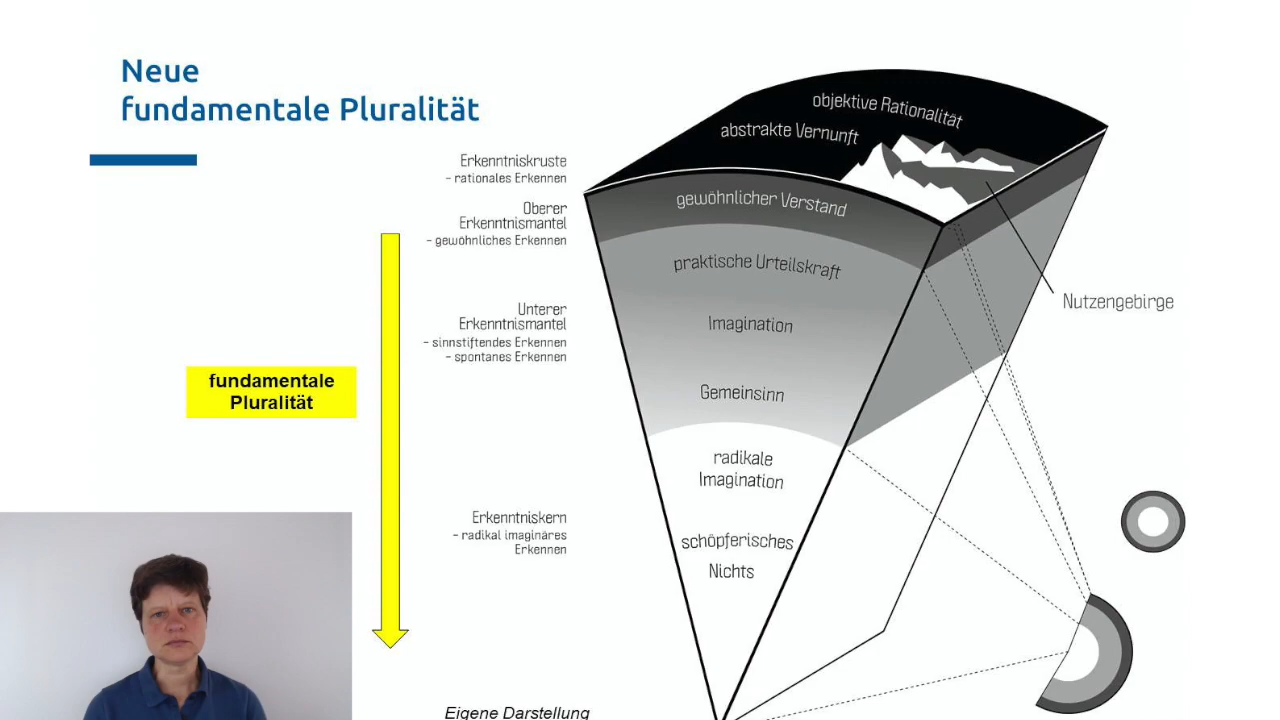 Neue
fundamentale Pluralität
Erkenntniskruste
- rationales Erkennen
Oberer
Erkenntnismantel
- gewöhnliches Erkennen
Unterer
Erkenntnismantel
- sinnstiftendes Erkennen
- spontanes Erkennen
fundamentale
Pluralität
Erkenntniskern
- radikal imaginäres
Erkennen
objektive Rationalität
abstrakte Vernunft
gewöhnlicher Verstand
praktische Urteilskraft
Imagination
Gemeinsinn
radikale
Imagination
schöpferisches
Nichts
Nutzengebirge
Eigene Darstellung